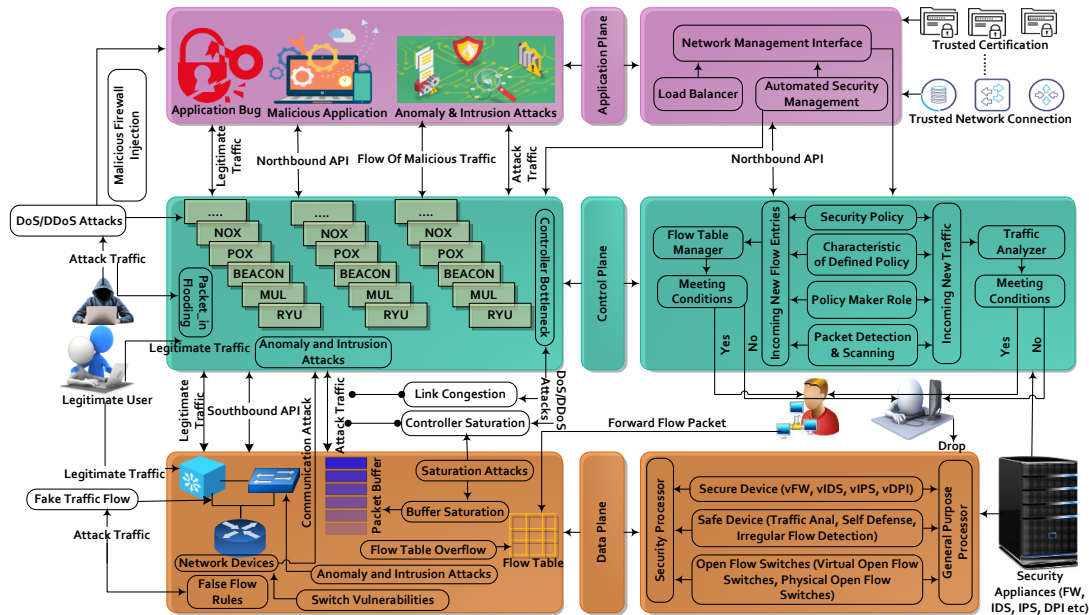 Application Bug
Malicious Application
Anomaly & Intrusion Attacks
Application Plane
Network Management Interface
Load Balancer
Automated Security
Management
Trusted Certification
Trusted Network Connection
Malicious Firewall
Injection
Legitimate
Traffic
Northbound API
Flow Of Malicious Traffic
Attack
Traffic
Northbound API
DoS/DDoS Attacks
Attack Traffic
Packet_in
Flooding
....
NOX
POX
BEACON
MUL
RYU
....
NOX
POX
BEACON
MUL
RYU
....
NOX
POX
BEACON
MUL
RYU
Controller Bottleneck
Legitimate Traffic
Anomaly and Intrusion
Attacks
Control Plane
Flow Table
Manager
Meeting
Conditions
Yes
No
Incoming New Flow Entries
Security Policy
Characteristic
of Defined Policy
Policy Maker Role
Packet Detection
& Scanning
Incoming New Traffic
Traffic
Analyzer
Meeting
Conditions
Yes
No
Legitimate User
Legitimate
Traffic
Southbound API
Communication Attack
Attack Traffic
Link Congestion
Controller Saturation
DoS/DDoS
Attacks
Forward Flow Packet
Drop
Legitimate Traffic
Fake Traffic Flow
Attack Traffic
Network Devices
False Flow
Rules
Switch Vulnerabilities
Packet Buffer
Saturation Attacks
Buffer Saturation
Flow Table Overflow
Flow Table
Anomaly and Intrusion Attacks
Data Plane
Security Processor
Secure Device (vFW, vIDS, vIPS, vDPI)
Safe Device (Traffic Anal, Self Defense,
Irregular Flow Detection)
Open Flow Switches (Virtual Open Flow
Switches, Physical Open Flow
Switches)
General Purpose
Processor
Security
Appliances (FW,
IDS, IPS, DPI etc)